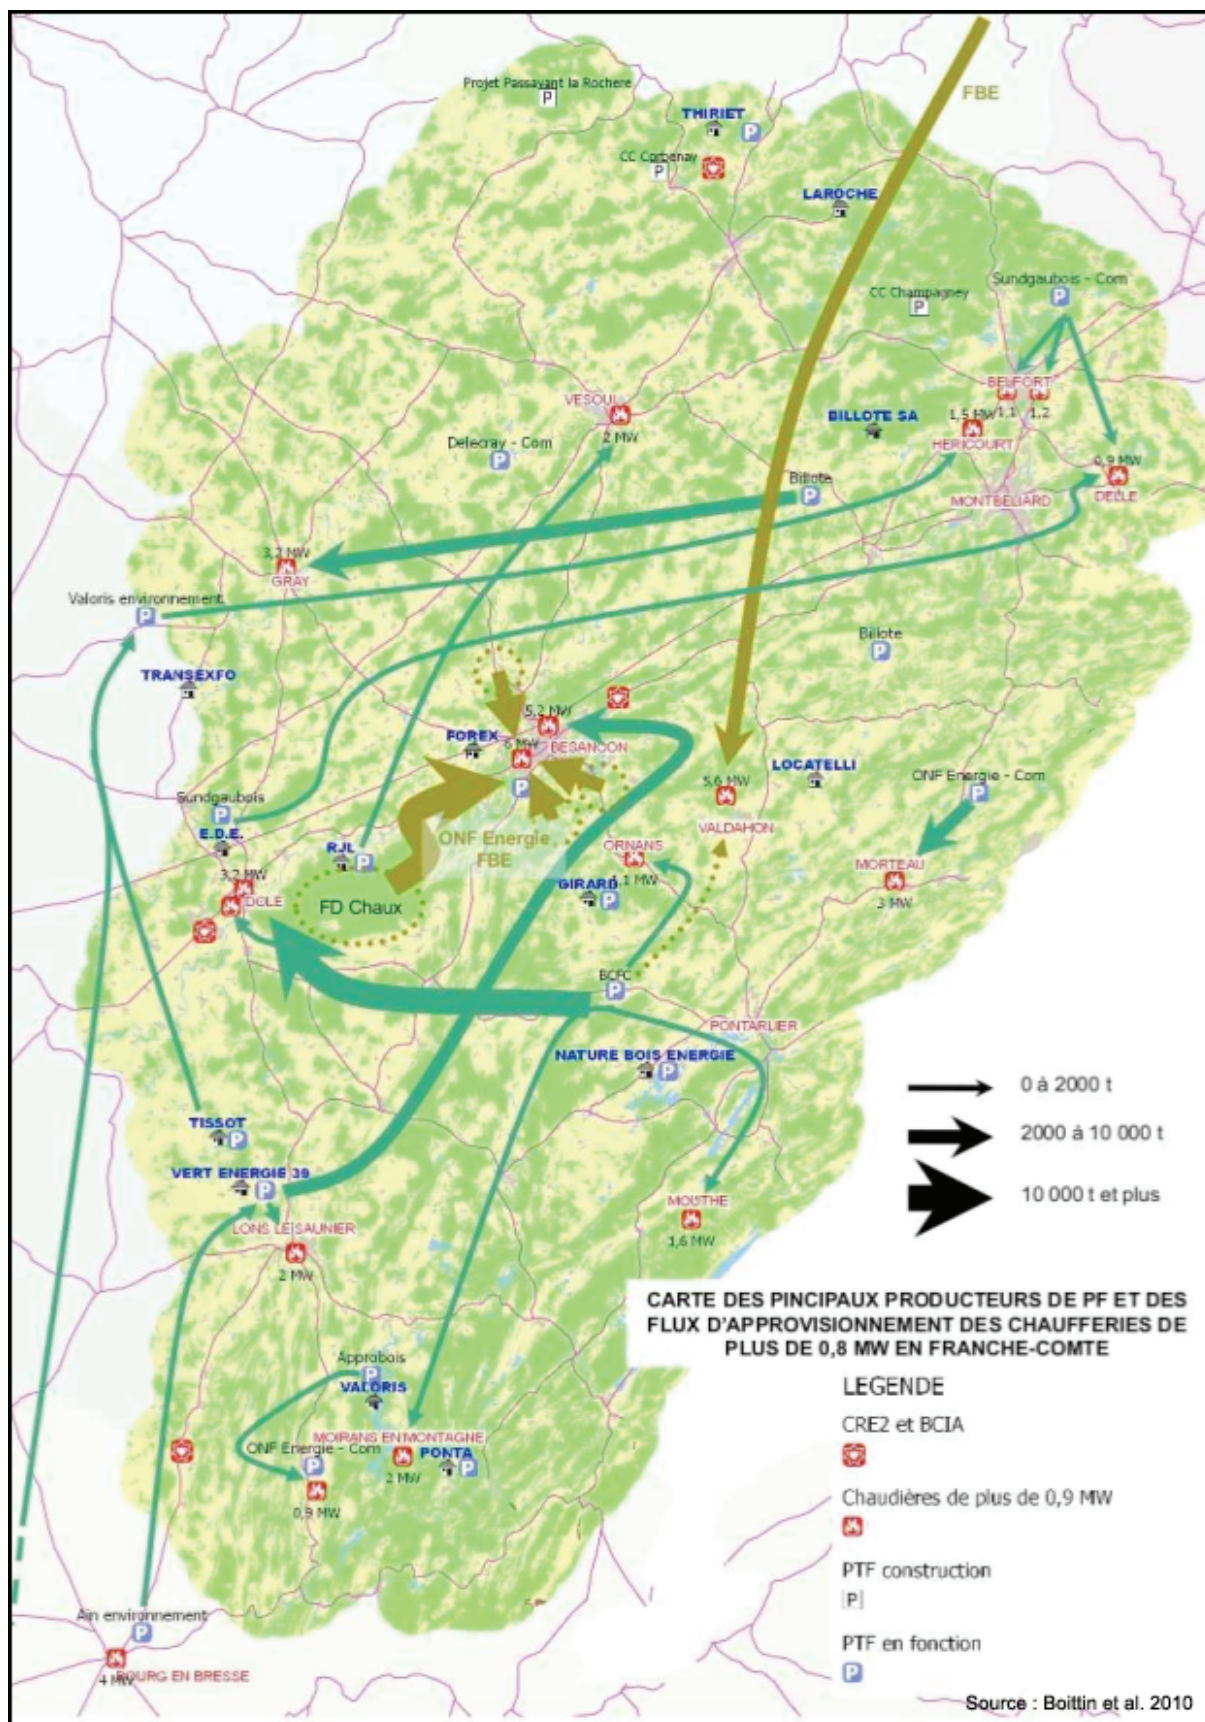 Projet Passavant la Rochere
P
FBE
THIRIET
P
CC Corbenay
P
LAROCHE
Sundgaubois - Com
P
CC Champagney
P
BELFORT
1,1
1,2
VESOUL
2 MW
BILLOTE SA
1,5 MW
HERICOURT
Delecray - Com
P
0,9 MW
DELLE
Billote
P
MONTBELIARD
3,2 MW
GRAY
Valoris environnement
P
Billote
P
TRANSEXFO
5,2 MW
FOREX
6 MW
BESANCON
P
LOCATELLI
ONF Energie - Com
P
5,6 MW
VALDAHON
Sundgaubois
P
E.D.E.
RJL
P
ONF Energie
FBE
ORNANS
1,1 MW
MORTEAU
3 MW
3,2 MW
DOLE
FD Chaux
GIRARD
P
BCFC
P
PONTARLIER
NATURE BOIS ENERGIE
P
0 à 2000 t
TISSOT
P
2000 à 10 000 t
VERT ENERGIE 39
P
MOUTHE
1,6 MW
10 000 t et plus
LONS LE SAUNIER
2 MW
CARTE DES PINCIPAUX PRODUCTEURS DE PF ET DES
FLUX D'APPROVISIONNEMENT DES CHAUFFERIES DE
PLUS DE 0,8 MW EN FRANCHE-COMTE
Approbois
P
VALORIS
LEGENDE
CRE2 et BCIA
MOIRANS EN MONTAGNE
2 MW
ONF Energie - Com
P
PONTA
P
0,9 MW
Chaudières de plus de 0,9 MW
PTF construction
P
Ain environnement
P
PTF en fonction
P
4 MW
BOURG EN BRESSE
Source : Boittin et al. 2010